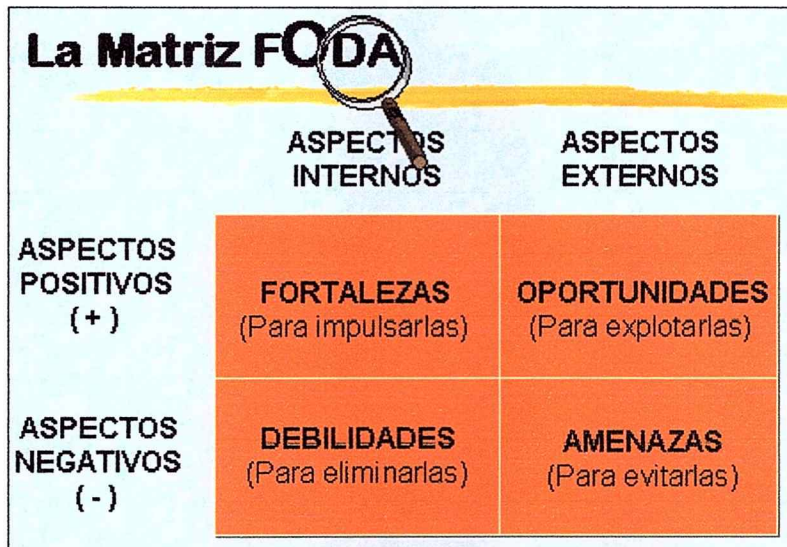 La Matriz FODA
ASPECTOS
INTERNOS
ASPECTOS
EXTERNOS
ASPECTOS
POSITIVOS
(+)
FORTALEZAS
(Para impulsarlas)
OPORTUNIDADES
(Para explotarlas)
ASPECTOS
NEGATIVOS
(-)
DEBILIDADES
(Para eliminarlas)
AMENAZAS
(Para evitarlas)